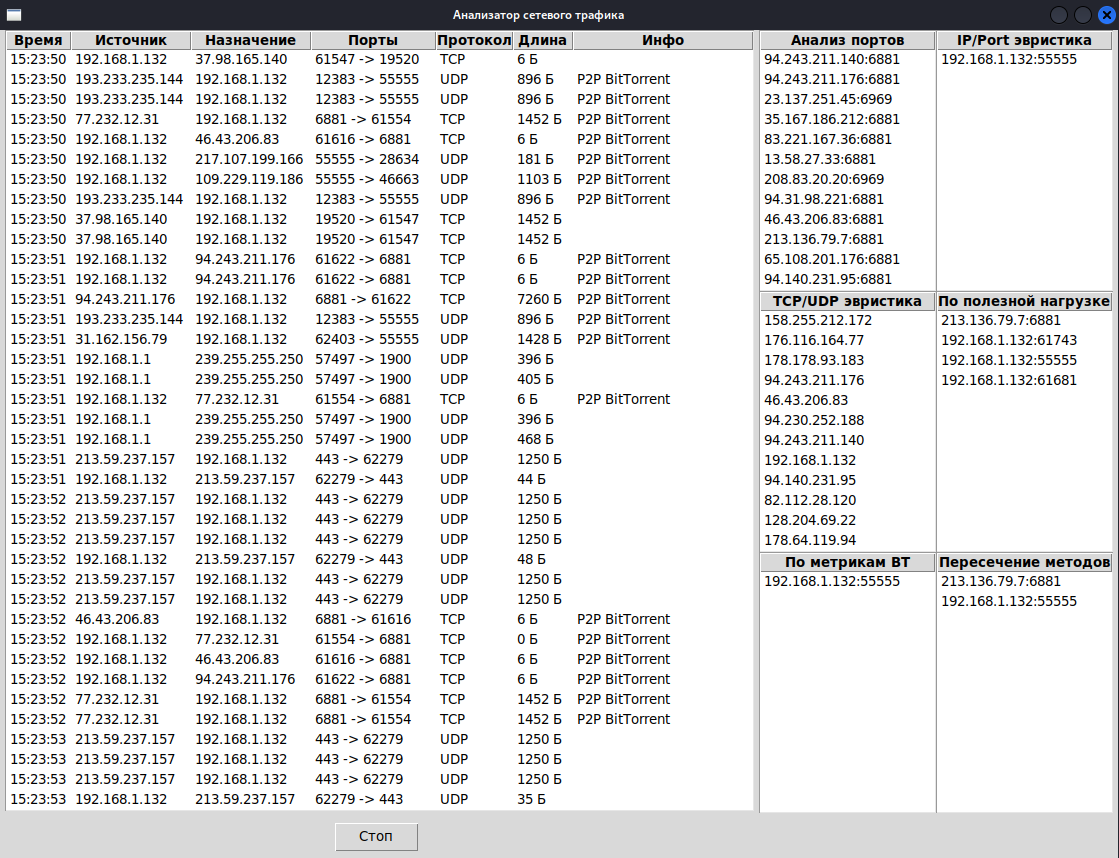 Анализатор сетевого трафика
Время Источник Назначение Порты Протокол Длина Инфо
15:23:50 192.168.1.132 37.98.165.140 61547 -> 19520 TCP 6 Б
15:23:50 193.233.235.144 192.168.1.132 12383 -> 55555 UDP 896 Б P2P BitTorrent
15:23:50 193.233.235.144 192.168.1.132 12383 -> 55555 UDP 896 Б P2P BitTorrent
15:23:50 77.232.12.31 192.168.1.132 6881 -> 61554 TCP 1452 Б P2P BitTorrent
15:23:50 192.168.1.132 46.43.206.83 61616 -> 6881 TCP 6 Б P2P BitTorrent
15:23:50 192.168.1.132 217.107.199.166 55555 -> 28634 UDP 181 Б P2P BitTorrent
15:23:50 192.168.1.132 109.229.119.186 55555 -> 46663 UDP 1103 Б P2P BitTorrent
15:23:50 193.233.235.144 192.168.1.132 12383 -> 55555 UDP 896 Б P2P BitTorrent
15:23:50 37.98.165.140 192.168.1.132 19520 -> 61547 TCP 1452 Б
15:23:50 37.98.165.140 192.168.1.132 19520 -> 61547 TCP 1452 Б
15:23:51 192.168.1.132 94.243.211.176 61622 -> 6881 TCP 6 Б P2P BitTorrent
15:23:51 192.168.1.132 94.243.211.176 61622 -> 6881 TCP 6 Б P2P BitTorrent
15:23:51 94.243.211.176 192.168.1.132 6881 -> 61622 TCP 7260 Б P2P BitTorrent
15:23:51 193.233.235.144 192.168.1.132 12383 -> 55555 UDP 896 Б P2P BitTorrent
15:23:51 31.162.156.79 192.168.1.132 62403 -> 55555 UDP 1428 Б P2P BitTorrent
15:23:51 192.168.1.1 239.255.255.250 57497 -> 1900 UDP 396 Б
15:23:51 192.168.1.1 239.255.255.250 57497 -> 1900 UDP 405 Б
15:23:51 192.168.1.132 77.232.12.31 61554 -> 6881 TCP 6 Б P2P BitTorrent
15:23:51 192.168.1.1 239.255.255.250 57497 -> 1900 UDP 396 Б
15:23:51 192.168.1.1 239.255.255.250 57497 -> 1900 UDP 468 Б
15:23:51 213.59.237.157 192.168.1.132 443 -> 62279 UDP 1250 Б
15:23:51 192.168.1.132 213.59.237.157 62279 -> 443 UDP 44 Б
15:23:52 213.59.237.157 192.168.1.132 443 -> 62279 UDP 1250 Б
15:23:52 213.59.237.157 192.168.1.132 443 -> 62279 UDP 1250 Б
15:23:52 213.59.237.157 192.168.1.132 443 -> 62279 UDP 1250 Б
15:23:52 192.168.1.132 213.59.237.157 62279 -> 443 UDP 48 Б
15:23:52 213.59.237.157 192.168.1.132 443 -> 62279 UDP 1250 Б
15:23:52 213.59.237.157 192.168.1.132 443 -> 62279 UDP 1250 Б
15:23:52 46.43.206.83 192.168.1.132 6881 -> 61616 TCP 6 Б P2P BitTorrent
15:23:52 192.168.1.132 77.232.12.31 61554 -> 6881 TCP 0 Б P2P BitTorrent
15:23:52 192.168.1.132 46.43.206.83 61616 -> 6881 TCP 6 Б P2P BitTorrent
15:23:52 192.168.1.132 94.243.211.176 61622 -> 6881 TCP 6 Б P2P BitTorrent
15:23:52 77.232.12.31 192.168.1.132 6881 -> 61554 TCP 1452 Б P2P BitTorrent
15:23:52 77.232.12.31 192.168.1.132 6881 -> 61554 TCP 1452 Б P2P BitTorrent
15:23:53 213.59.237.157 192.168.1.132 443 -> 62279 UDP 1250 Б
15:23:53 213.59.237.157 192.168.1.132 443 -> 62279 UDP 1250 Б
15:23:53 213.59.237.157 192.168.1.132 443 -> 62279 UDP 1250 Б
15:23:53 192.168.1.132 213.59.237.157 62279 -> 443 UDP 35 Б
Стоп
Анализ портов
94.243.211.140:6881
94.243.211.176:6881
23.137.251.45:6969
35.167.186.212:6881
83.221.167.36:6881
13.58.27.33:6881
208.83.20.20:6969
94.31.98.221:6881
46.43.206.83:6881
213.136.79.7:6881
65.108.201.176:6881
94.140.231.95:6881
IP/Port эвристика
192.168.1.132:55555
TCP/UDP эвристика
158.255.212.172
176.116.164.77
178.178.93.183
94.243.211.176
46.43.206.83
94.230.252.188
94.243.211.140
192.168.1.132
94.140.231.95
82.112.28.120
128.204.69.22
178.64.119.94
По полезной нагрузке
213.136.79.7:6881
192.168.1.132:61743
192.168.1.132:55555
192.168.1.132:61681
По метрикам ВТ
192.168.1.132:55555
Пересечение методов
213.136.79.7:6881
192.168.1.132:55555